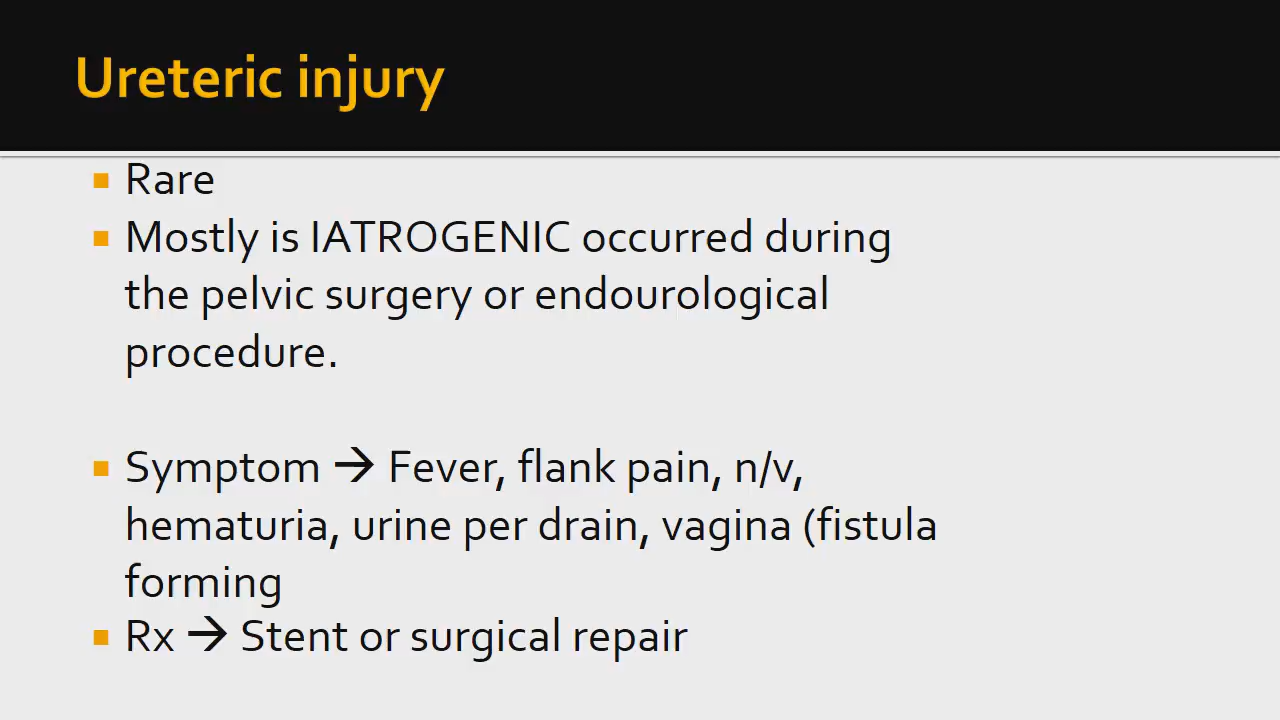 Ureteric injury
Rare
Mostly is IATROGENIC occurred during
the pelvic surgery or endourological
procedure.
Symptom → Fever, flank pain, n/v,
hematuria, urine per drain, vagina (fistula
forming
Rx → Stent or surgical repair